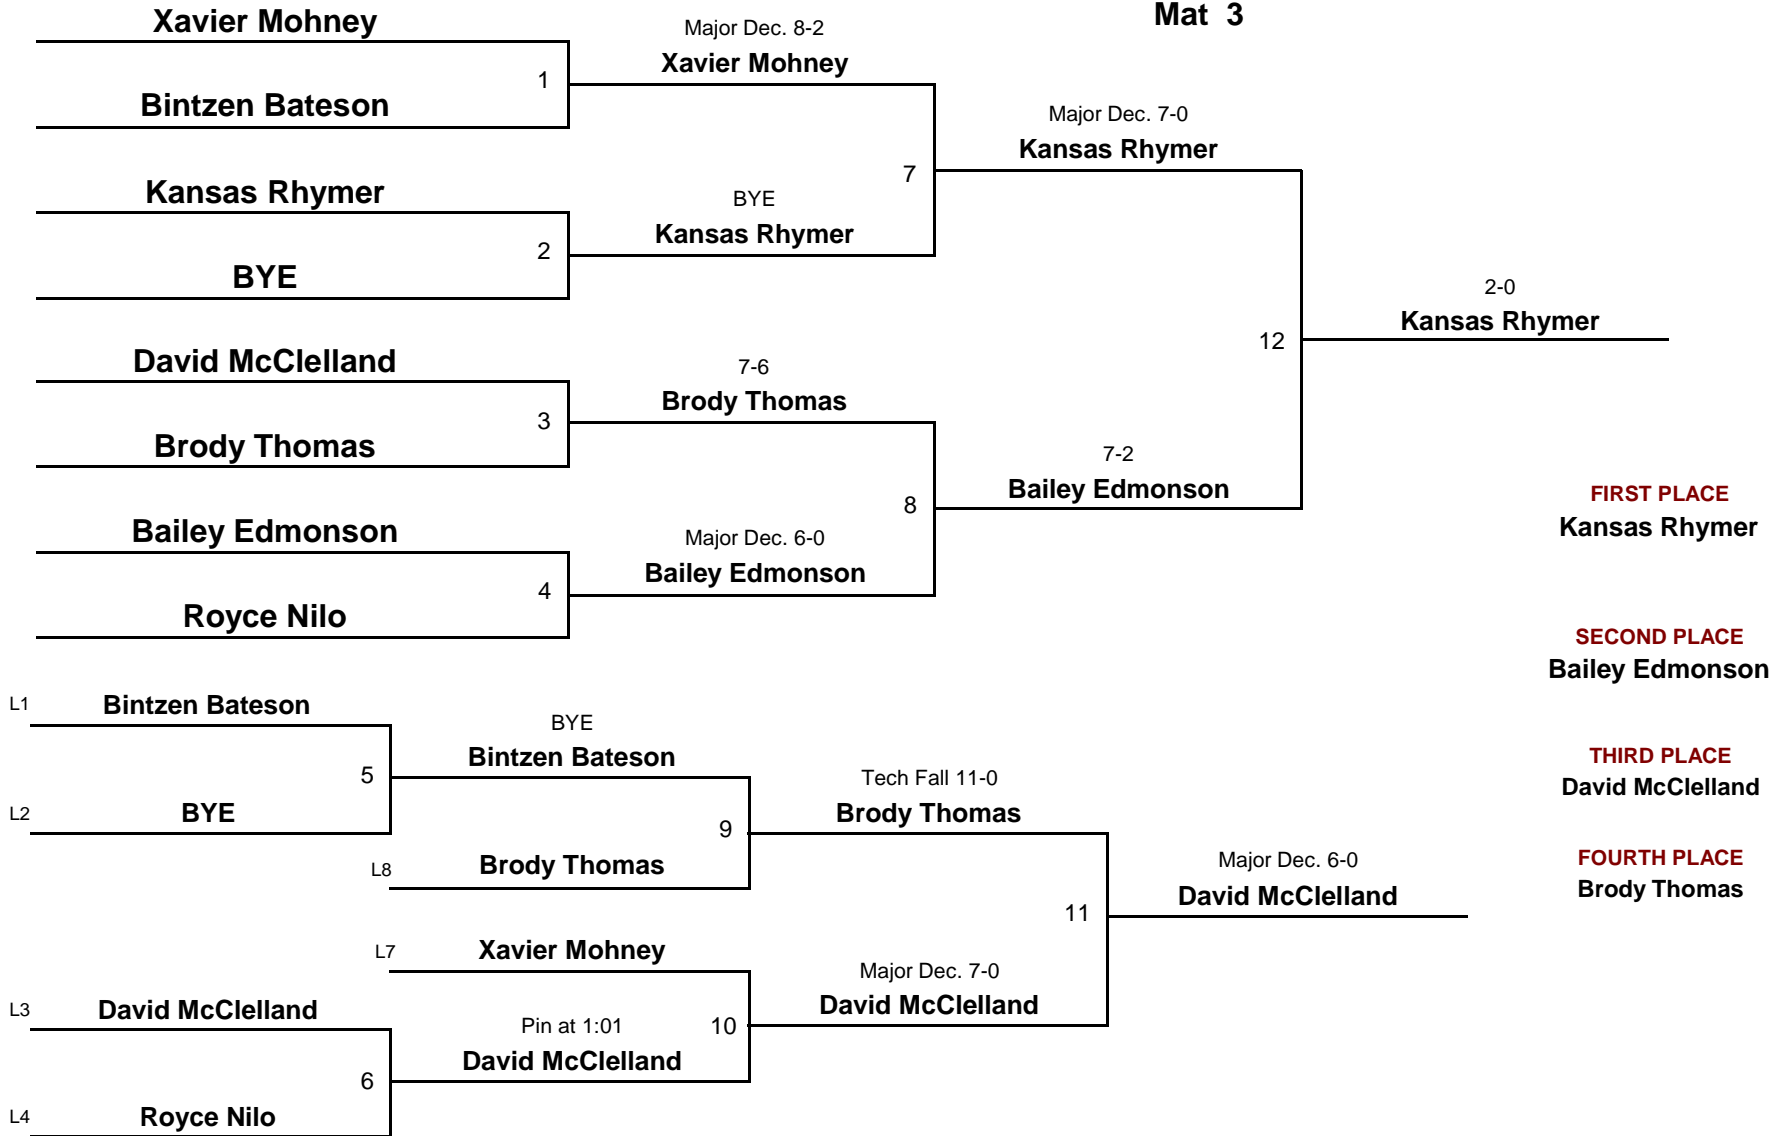 Mat 3
Xavier Mohney
Bintzen Bateson
1
Kansas Rhymer
BYE
2
David McClelland
Brody Thomas
3
Bailey Edmonson
Royce Nilo
4
Major Dec. 8-2
Xavier Mohney
BYE
Kansas Rhymer
7
7-6
Brody Thomas
Major Dec. 6-0
Bailey Edmonson
8
Major Dec. 7-0
Kansas Rhymer
7-2
Bailey Edmonson
12
2-0
Kansas Rhymer
FIRST PLACE
Kansas Rhymer
SECOND PLACE
Bailey Edmonson
THIRD PLACE
David McClelland
FOURTH PLACE
Brody Thomas
L1 Bintzen Bateson
L2 BYE
5
BYE
Bintzen Bateson
L8 Brody Thomas
9
L7 Xavier Mohney
L3 David McClelland
L4 Royce Nilo
6
Pin at 1:01
David McClelland
10
Tech Fall 11-0
Brody Thomas
Major Dec. 7-0
David McClelland
11
Major Dec. 6-0
David McClelland